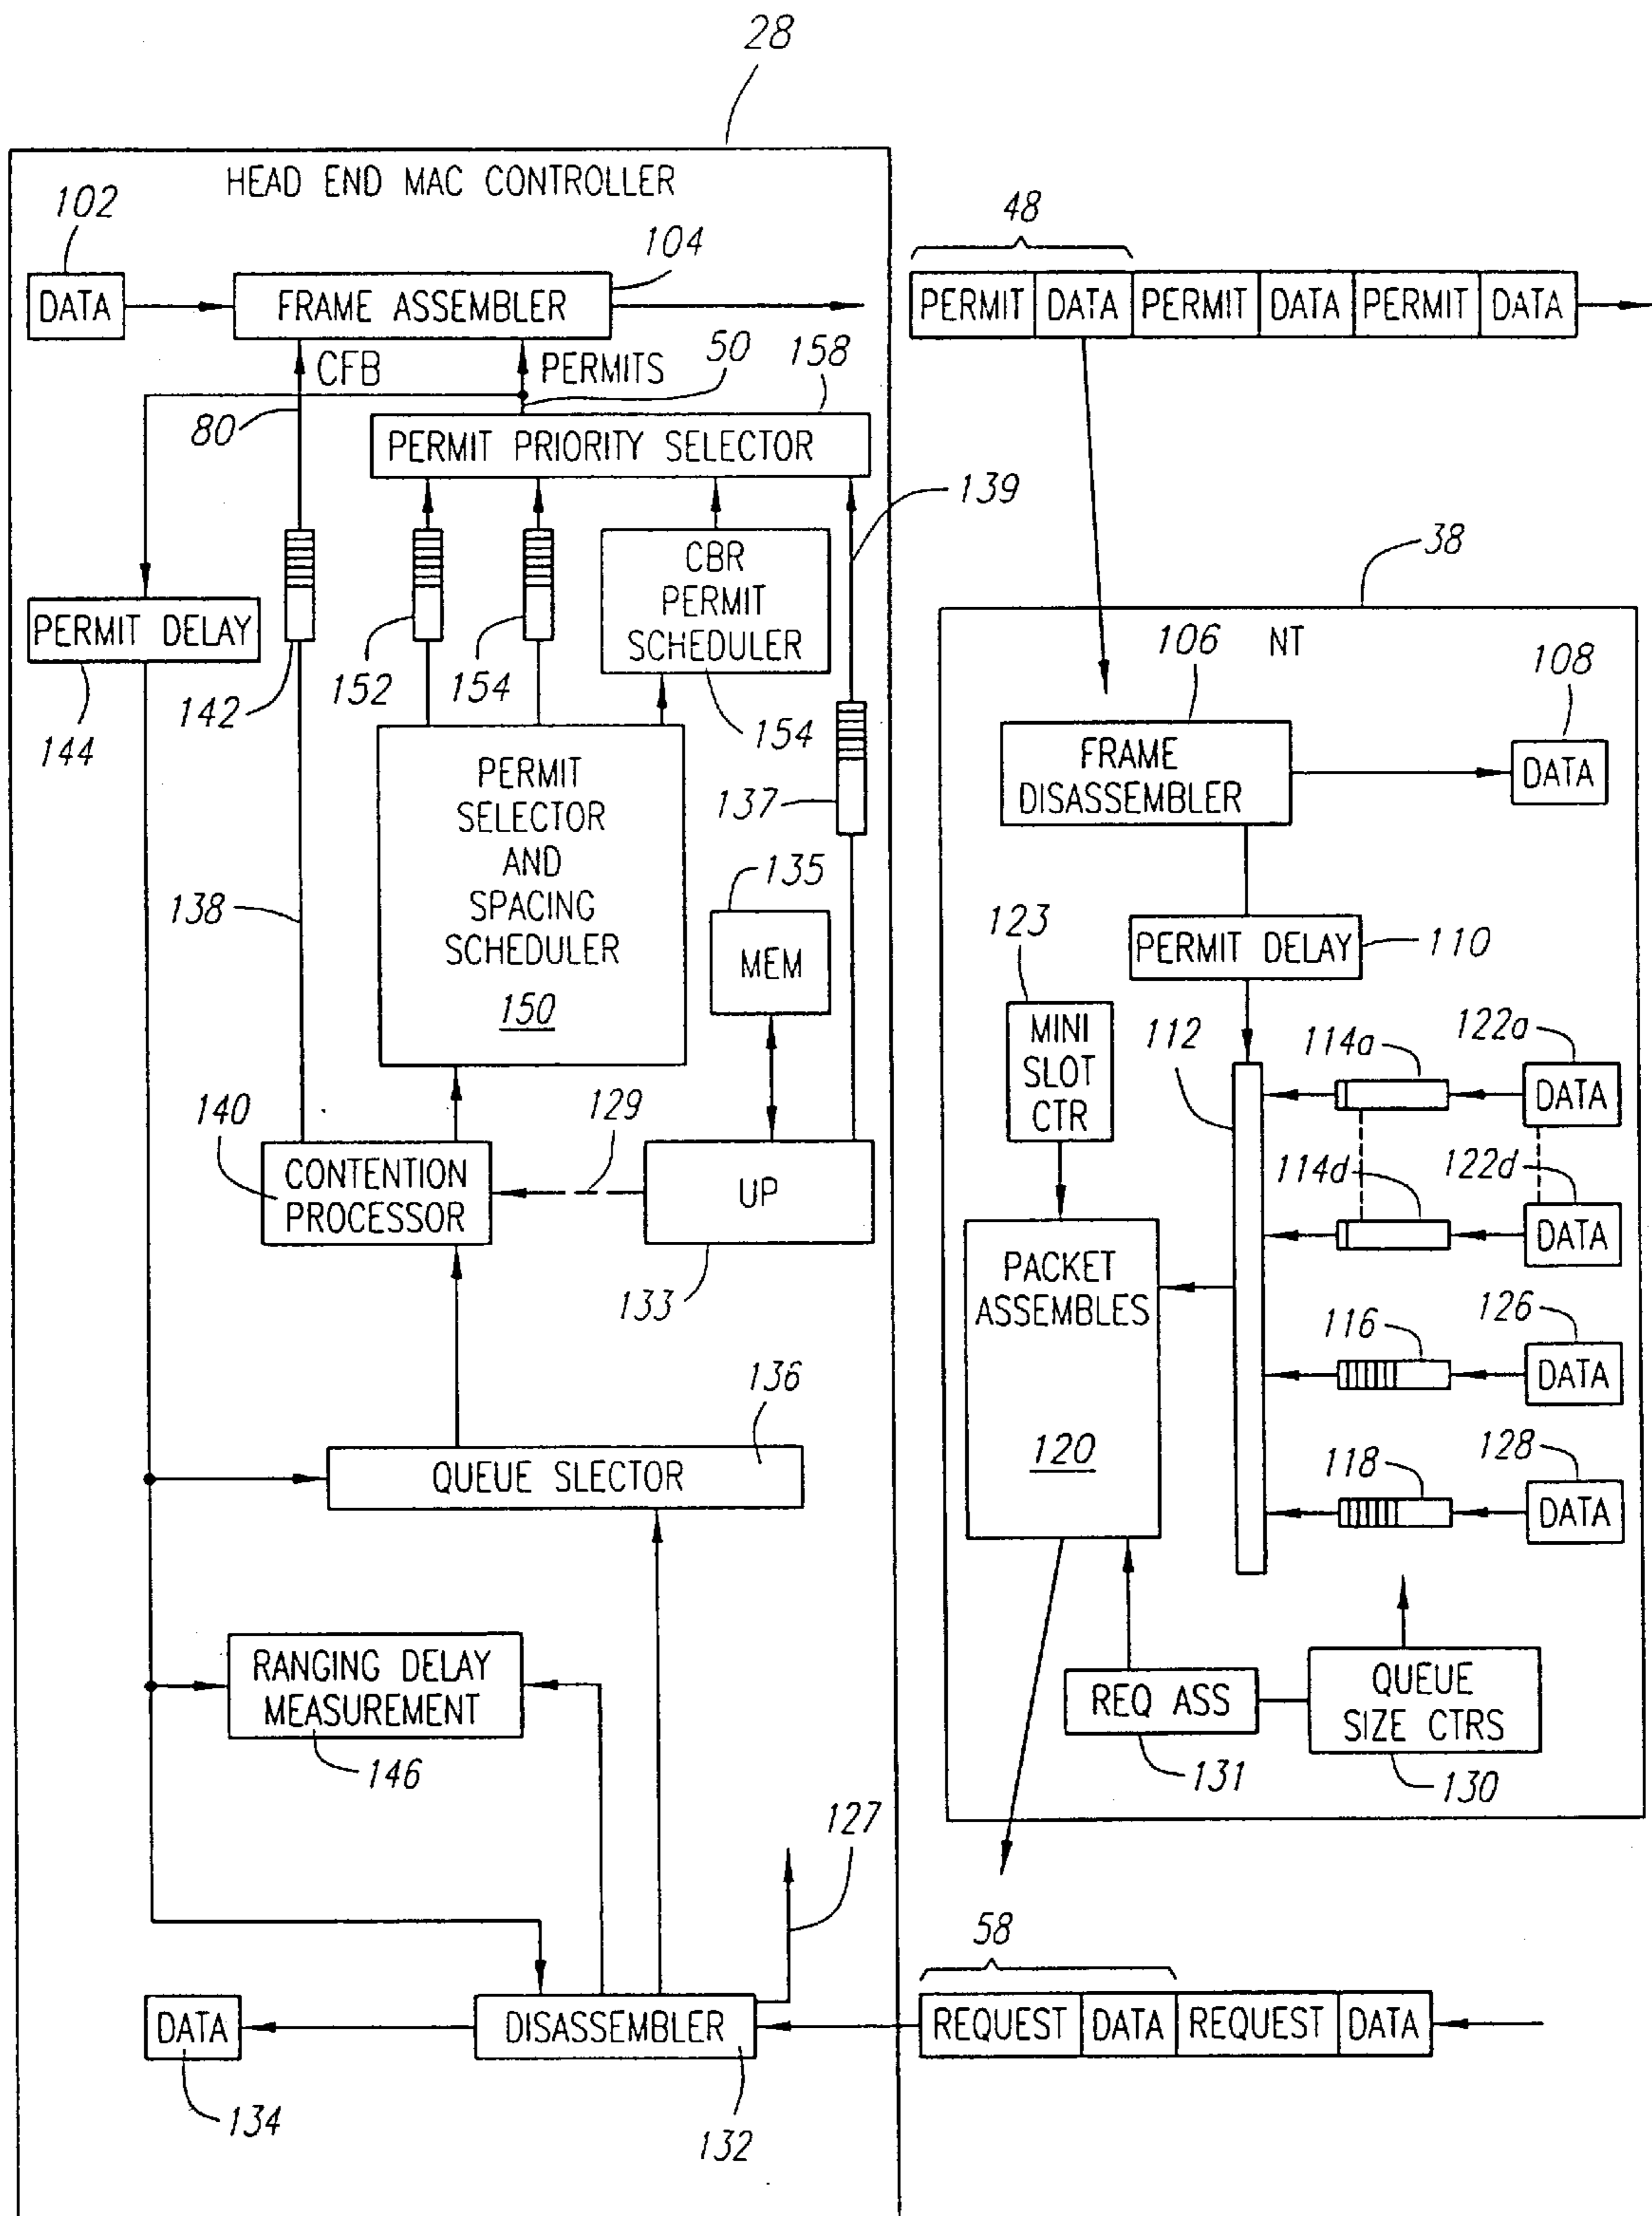 28
HEAD END MAC CONTROLLER
102
104
48
DATA
FRAME ASSEMBLER
PERMIT DATA PERMIT DATA PERMIT DATA
CFB
PERMITS
50
158
80
PERMIT PRIORITY SELECTOR
139
38
CBR
PERMIT
SCHEDULER
PERMIT DELAY
144
142
152
154
154
137
PERMIT
SELECTOR
AND
SPACING
SCHEDULER
150
138
135
MEM
140
129
CONTENTION
PROCESSOR
UP
133
136
QUEUE SLECTOR
RANGING DELAY
MEASUREMENT
146
127
DATA
134
DISASSEMBLER
132
106
NT
108
FRAME
DISASSEMBLER
DATA
123
PERMIT DELAY
110
MINI
SLOT
CTR
112
114a
122a
DATA
114d
122d
DATA
PACKET
ASSEMBLES
120
116
126
DATA
118
128
DATA
REQ ASS
131
QUEUE
SIZE CTRS
130
58
REQUEST DATA REQUEST DATA